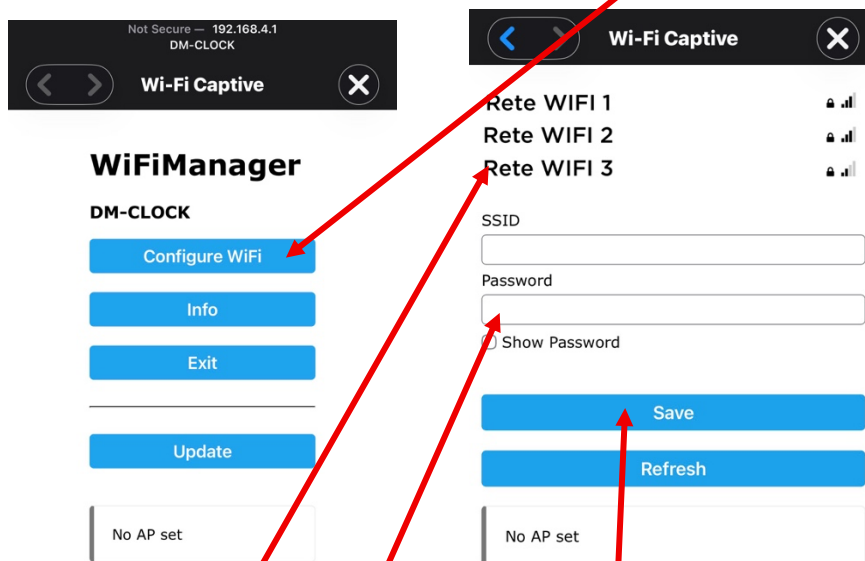 Not Secure — 192.168.4.1
DM-CLOCK
Wi-Fi Captive
WiFiManager
DM-CLOCK
Configure WiFi
Info
Exit
Update
No AP set
Wi-Fi Captive
Rete WIFI 1
Rete WIFI 2
Rete WIFI 3
SSID
Password
Show Password
Save
Refresh
No AP set